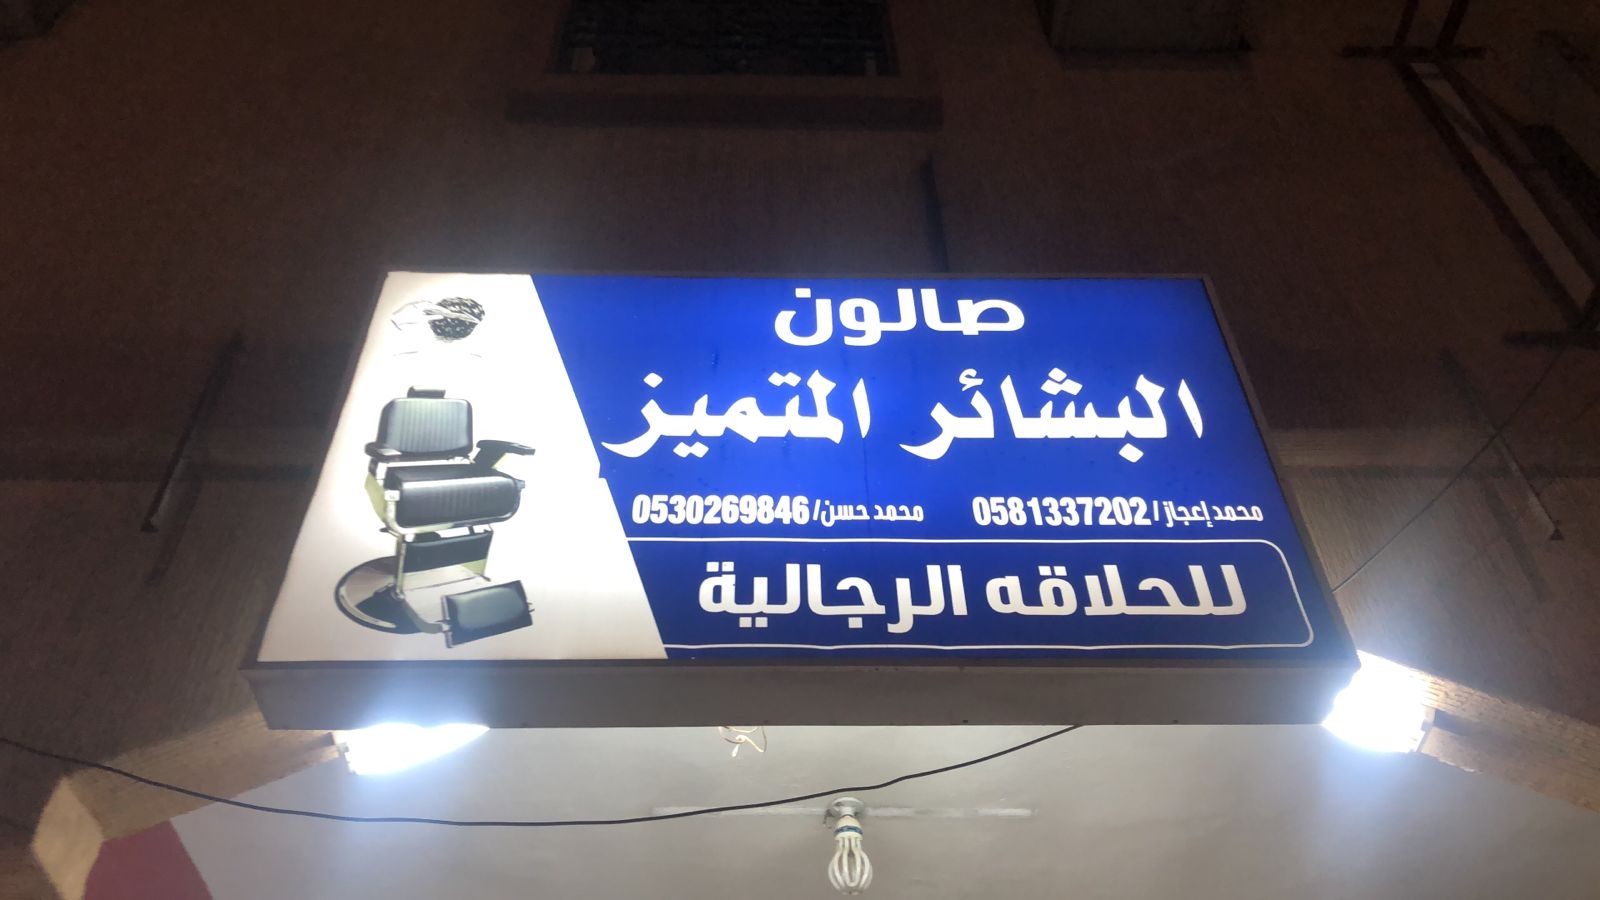 صالون
البشائر المتميز
محمد إعجاز/0581337202 محمد حسن/0530269846
للحلاقه الرجالية